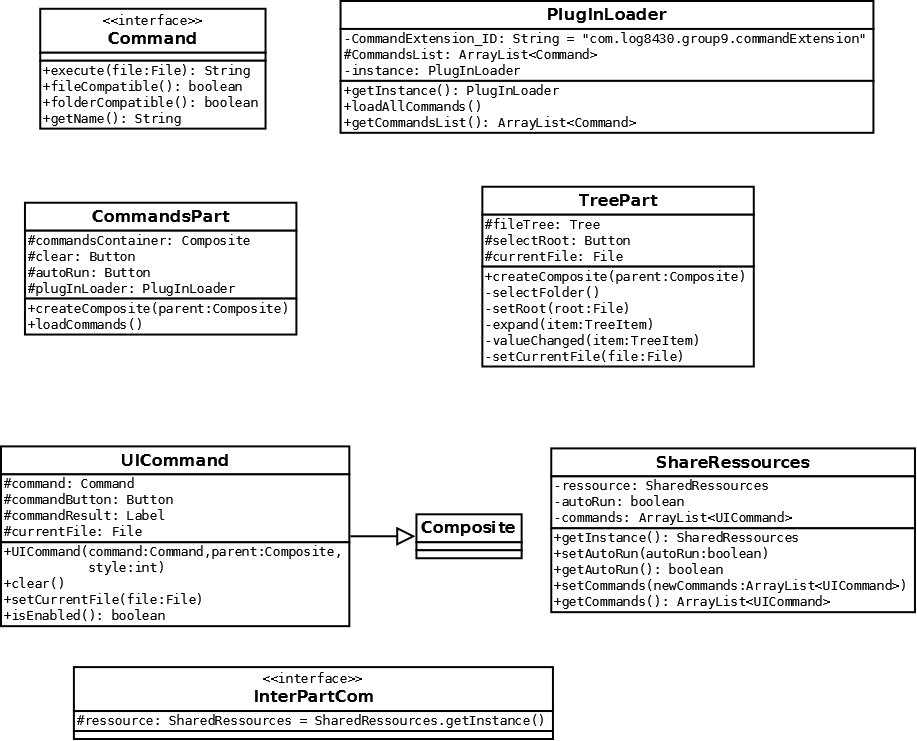 <<interface>>
Command
+execute(file:File): String
+fileCompatible(): boolean
+folderCompatible(): boolean
+getName(): String
PlugInLoader
-CommandExtension_ID: String = "com.log8430.group9.commandExtension"
#CommandsList: ArrayList<Command>
-instance: PlugInLoader
+getInstance(): PlugInLoader
+loadAllCommands()
+getCommandsList(): ArrayList<Command>
CommandsPart
#commandsContainer: Composite
#clear: Button
#autoRun: Button
#plugInLoader: PlugInLoader
+createComposite(parent:Composite)
+loadCommands()
TreePart
#fileTree: Tree
#selectRoot: Button
#currentFile: File
+createComposite(parent:Composite)
-selectFolder()
-setRoot(root:File)
-expand(item:TreeItem)
-valueChanged(item:TreeItem)
-setCurrentFile(file:File)
UICommand
#command: Command
#commandButton: Button
#commandResult: Label
#currentFile: File
+UICommand(command:Command,parent:Composite,
style:int)
+clear()
+setCurrentFile(file:File)
+isEnabled(): boolean
Composite
ShareRessources
-ressource: SharedRessources
-autoRun: boolean
-commands: ArrayList<UICommand>
+getInstance(): SharedRessources
+setAutoRun(autoRun:boolean)
+getAutoRun(): boolean
+setCommands(newCommands:ArrayList<UICommand>)
+getCommands(): ArrayList<UICommand>
<<interface>>
InterPartCom
#ressource: SharedRessources = SharedRessources.getInstance()